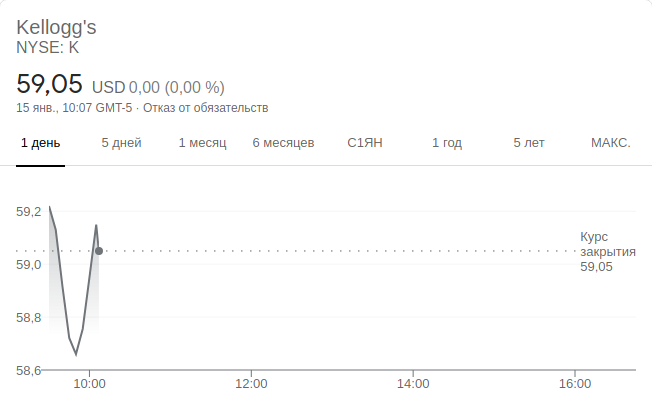 Kellogg's
NYSE: K
59,05 USD 0,00 (0,00 %)
15 янв., 10:07 GMT-5 · Отказ от обязательств
1 день 5 дней 1 месяц 6 месяцев С1ЯН 1 год 5 лет МАКС.
59,2
Курс
закрытия
59,05
59,0
58,8
58,6
10:00 12:00 14:00 16:00